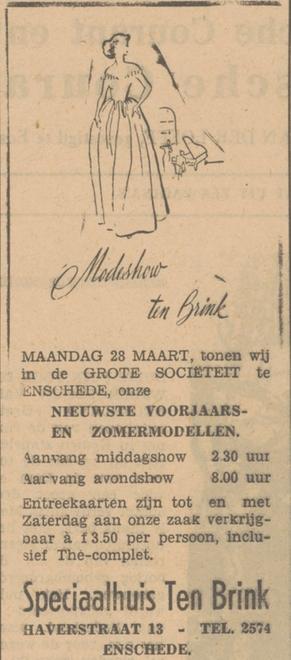 Modeshow
ten Brink
MAANDAG 28 MAART, tonen wij
in de GROTE SOCIËTEIT te
ENSCHEDE, onze
NIEUWSTE VOORJAARS-
EN ZOMERMODELLEN.
Aanvang middagshow 2 30 uur
Aanvang avondshow 8.00 uur
Entreekaarten zijn tot en met
Zaterdag aan onze zaak verkrijg-
baar à f 3.50 per persoon, inclu-
sief Thé-complet.
Speciaalhuis Ten Brink
HAVERSTRAAT 13 - TEL. 2574
ENSCHEDE.